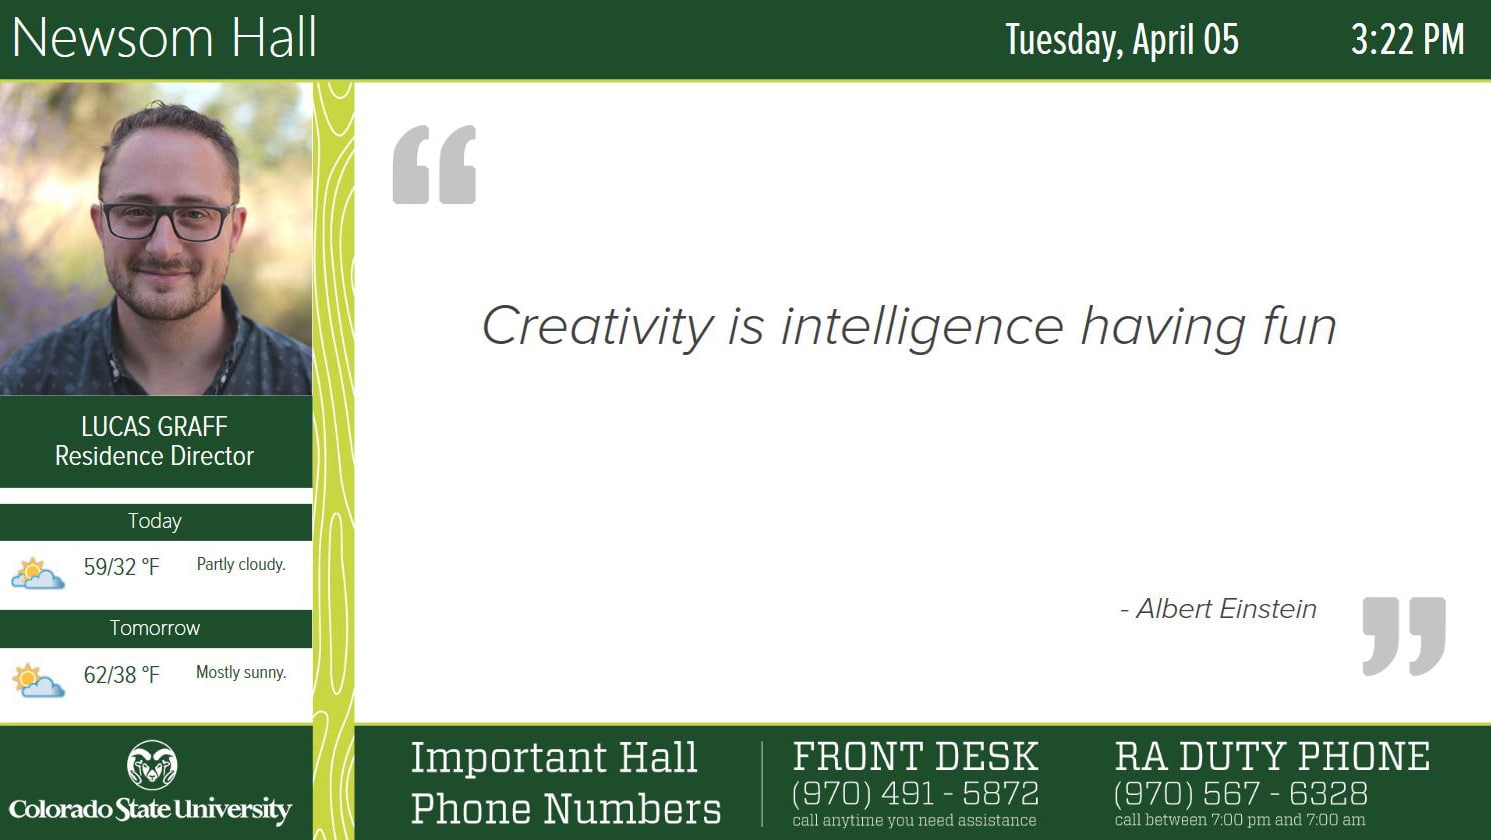 Newsom Hall
Tuesday, April 05
3:22 PM
LUCAS GRAFF
Residence Director
Today
59/32 °F
Partly cloudy.
Tomorrow
62/38 °F
Mostly sunny.
Colorado State University
“
Creativity is intelligence having fun
- Albert Einstein
”
Important Hall
Phone Numbers
FRONT DESK
(970) 491 - 5872
call anytime you need assistance
RA DUTY PHONE
(970) 567 - 6328
call between 7:00 pm and 7:00 am